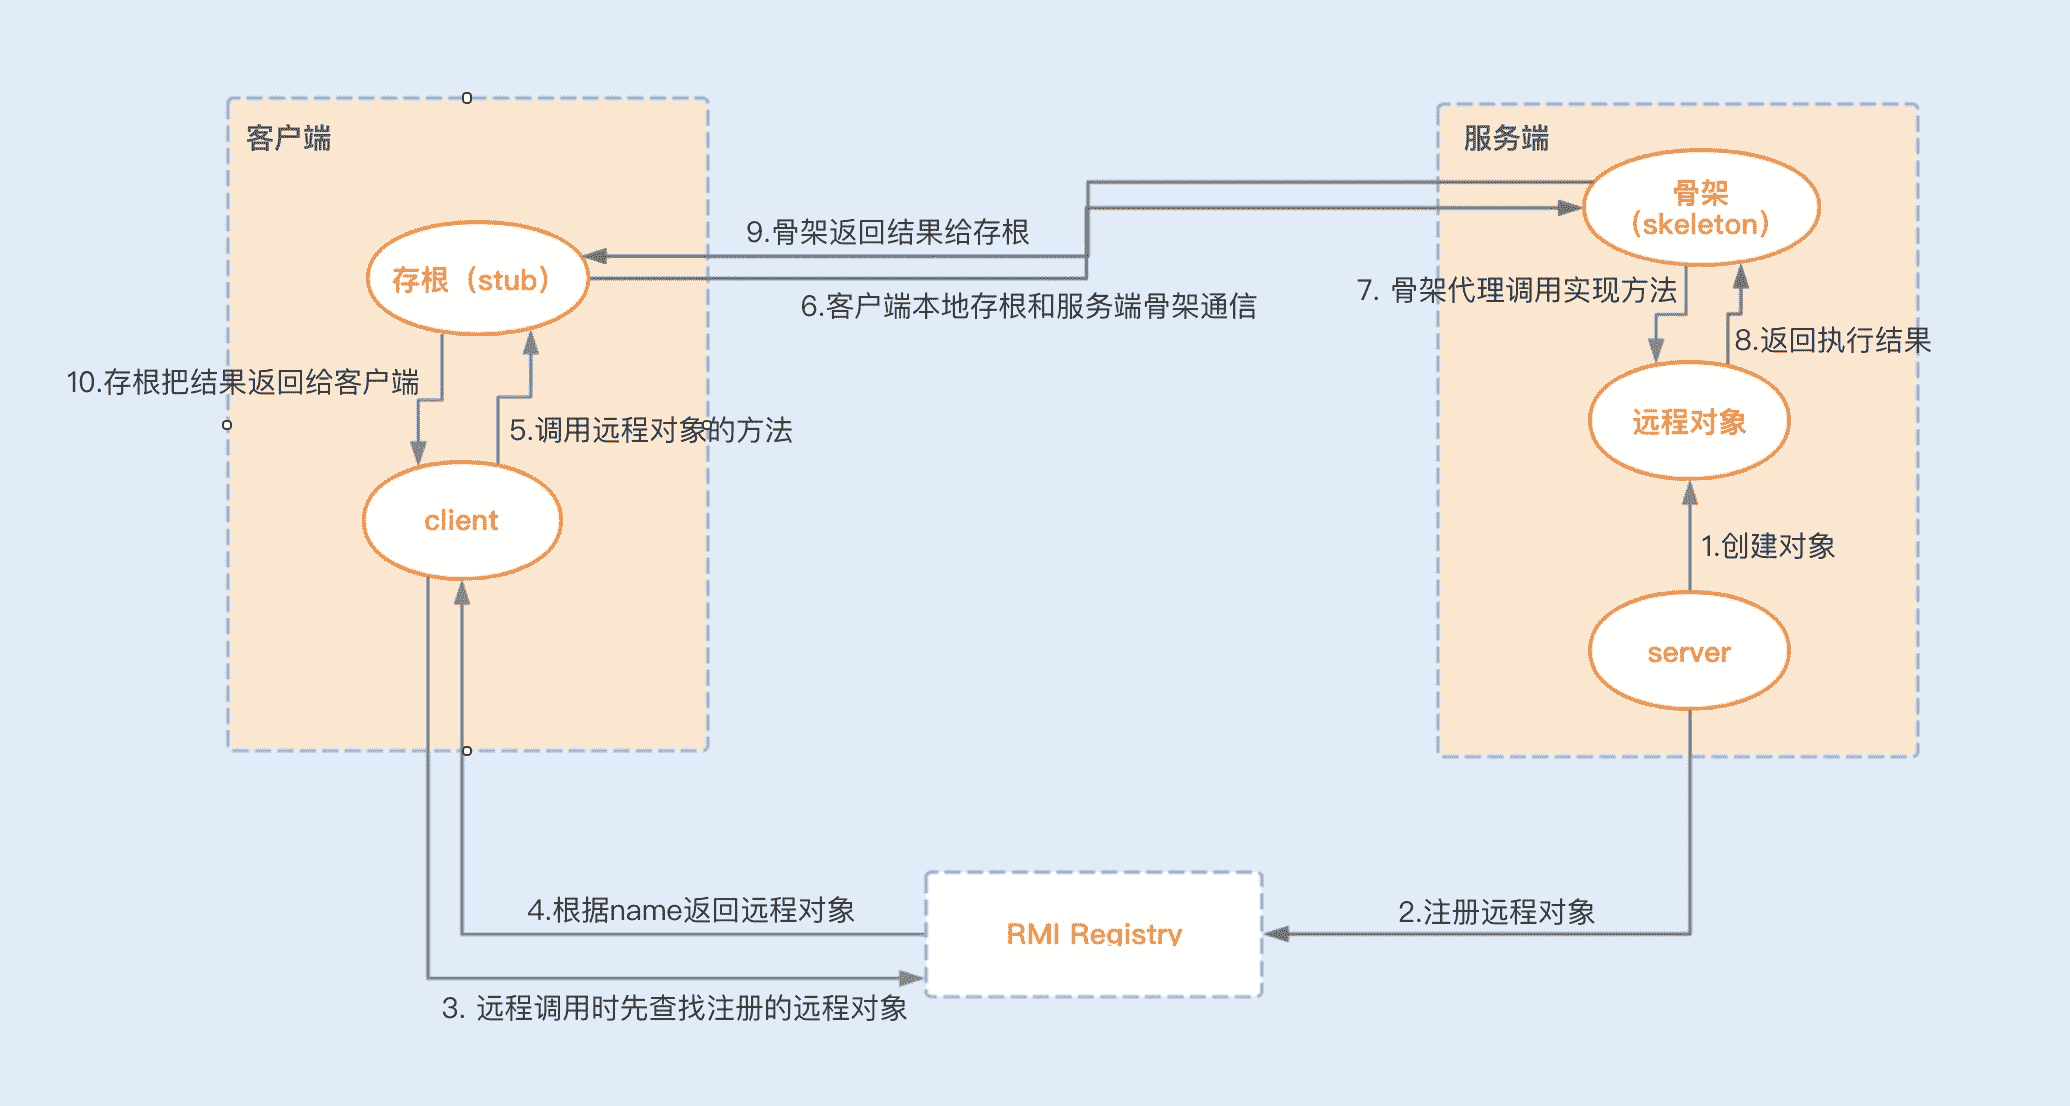 客户端
服务端
骨架
（skeleton）
9.骨架返回结果给存根
存根（stub）
6.客户端本地存根和服务端骨架通信
7. 骨架代理调用实现方法
8.返回执行结果
10.存根把结果返回给客户端
5.调用远程对象的方法
远程对象
client
1.创建对象
server
4.根据name返回远程对象
2.注册远程对象
RMI Registry
3. 远程调用时先查找注册的远程对象